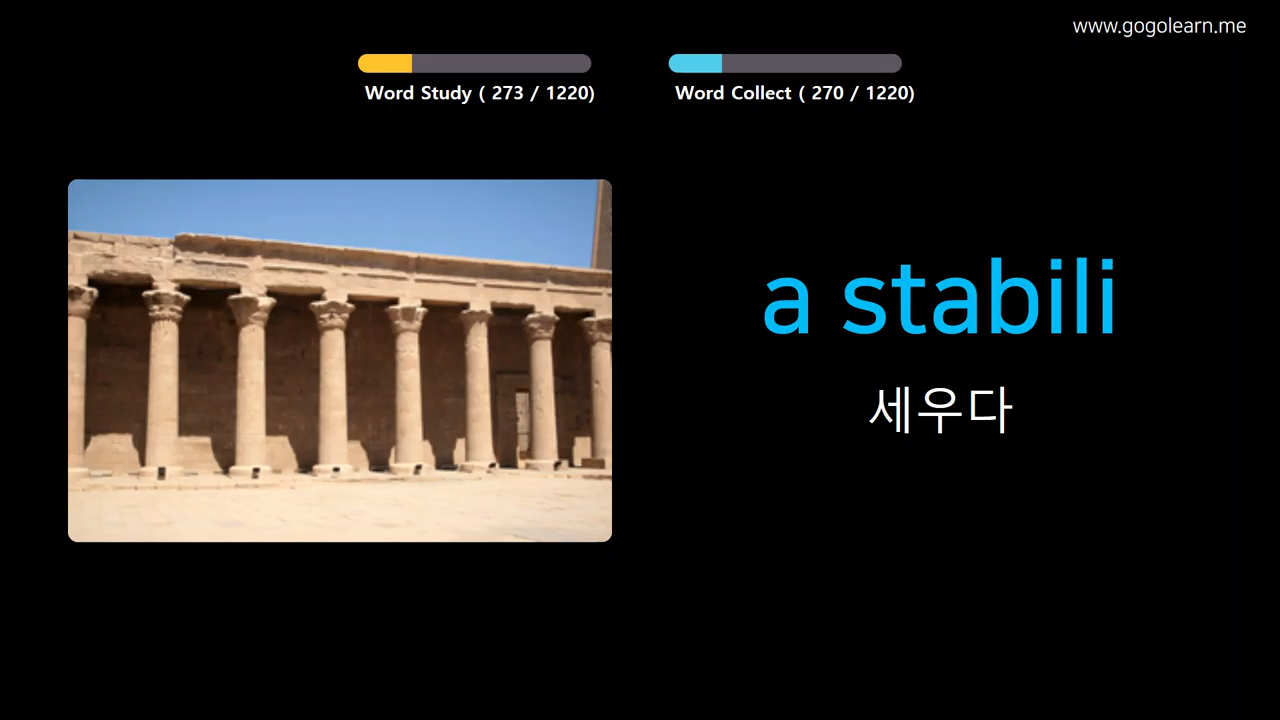 www.gogolearn.me
Word Study ( 273 / 1220)
Word Collect ( 270 / 1220)
a stabili
세우다